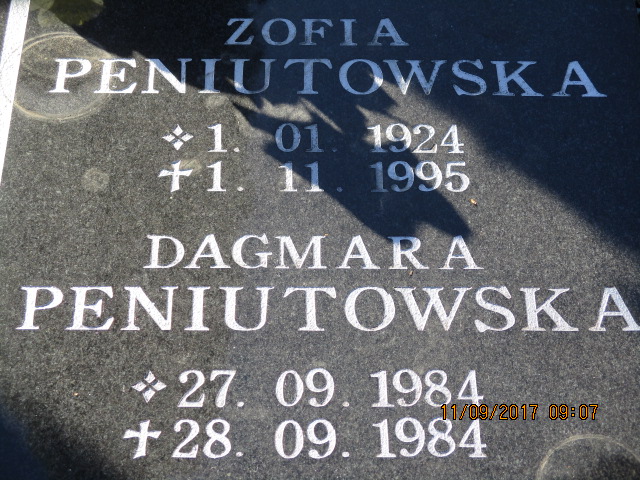 ZOFIA
PENIUTOWSKA
1. 01. 1924
✝1. 11. 1995
DAGMARA
PENIUTOWSKA
27. 09. 1984
✝28. 09. 1984
11/09/2017 09:07